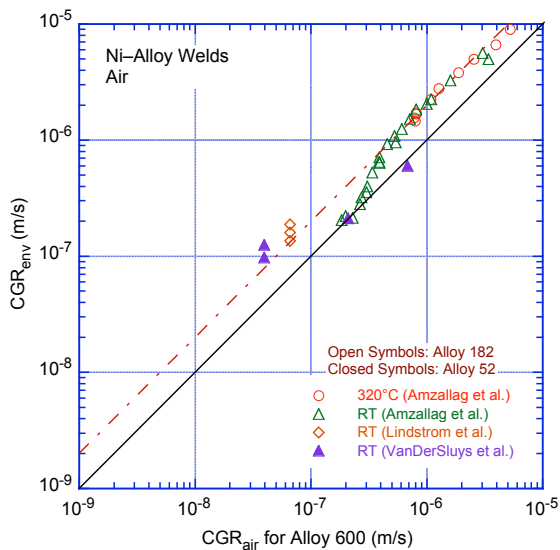 Ni–Alloy Welds
Air
10⁻⁵
10⁻⁶
10⁻⁷
10⁻⁸
10⁻⁹
CGR_env (m/s)
Open Symbols: Alloy 182
Closed Symbols: Alloy 52
320°C (Amzallag et al.)
RT (Amzallag et al.)
RT (Lindstrom et al.)
RT (VanDerSluys et al.)
10⁻⁹ 10⁻⁸ 10⁻⁷ 10⁻⁶ 10⁻⁵
CGR_air for Alloy 600 (m/s)